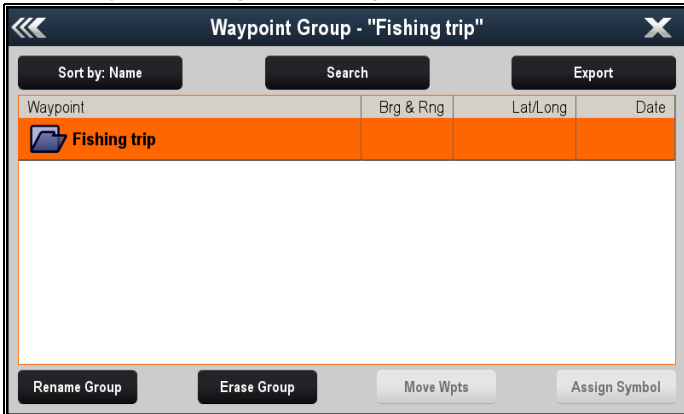 Waypoint Group - "Fishing trip"
Sort by: Name Search Export
Waypoint Brg & Rng Lat/Long Date
Fishing trip
Rename Group Erase Group Move Wpts Assign Symbol